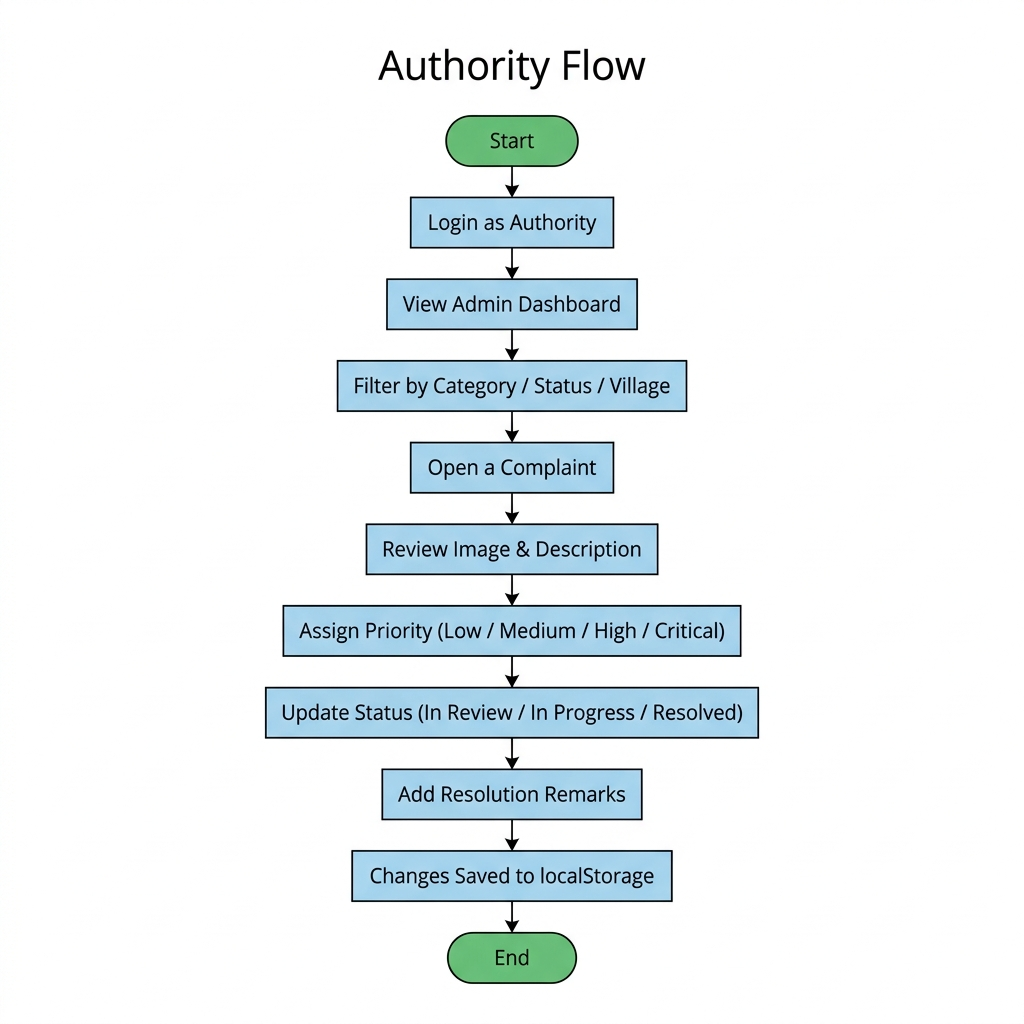 Authority Flow
Start
Login as Authority
View Admin Dashboard
Filter by Category / Status / Village
Open a Complaint
Review Image & Description
Assign Priority (Low / Medium / High / Critical)
Update Status (In Review / In Progress / Resolved)
Add Resolution Remarks
Changes Saved to localStorage
End